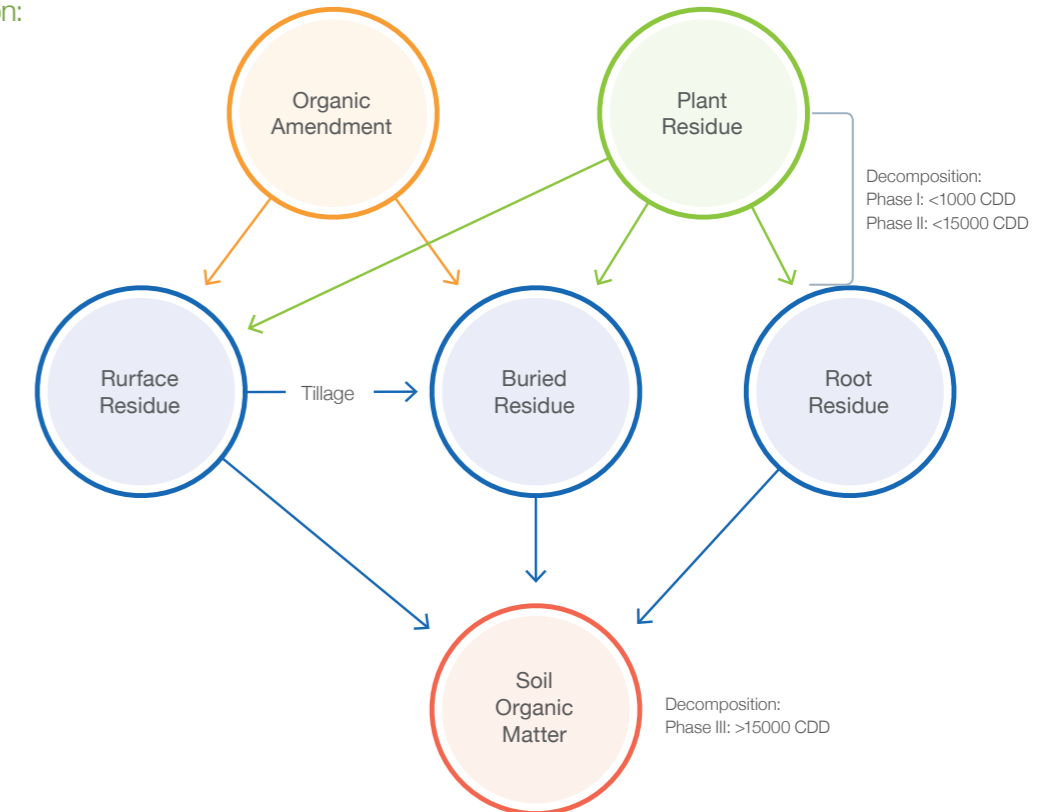 on:
Organic
Amendment
Plant
Residue
Decomposition:
Phase I: <1000 CDD
Phase II: <15000 CDD
Rurface
Residue
Tillage
Buried
Residue
Root
Residue
Soil
Organic
Matter
Decomposition:
Phase III: >15000 CDD